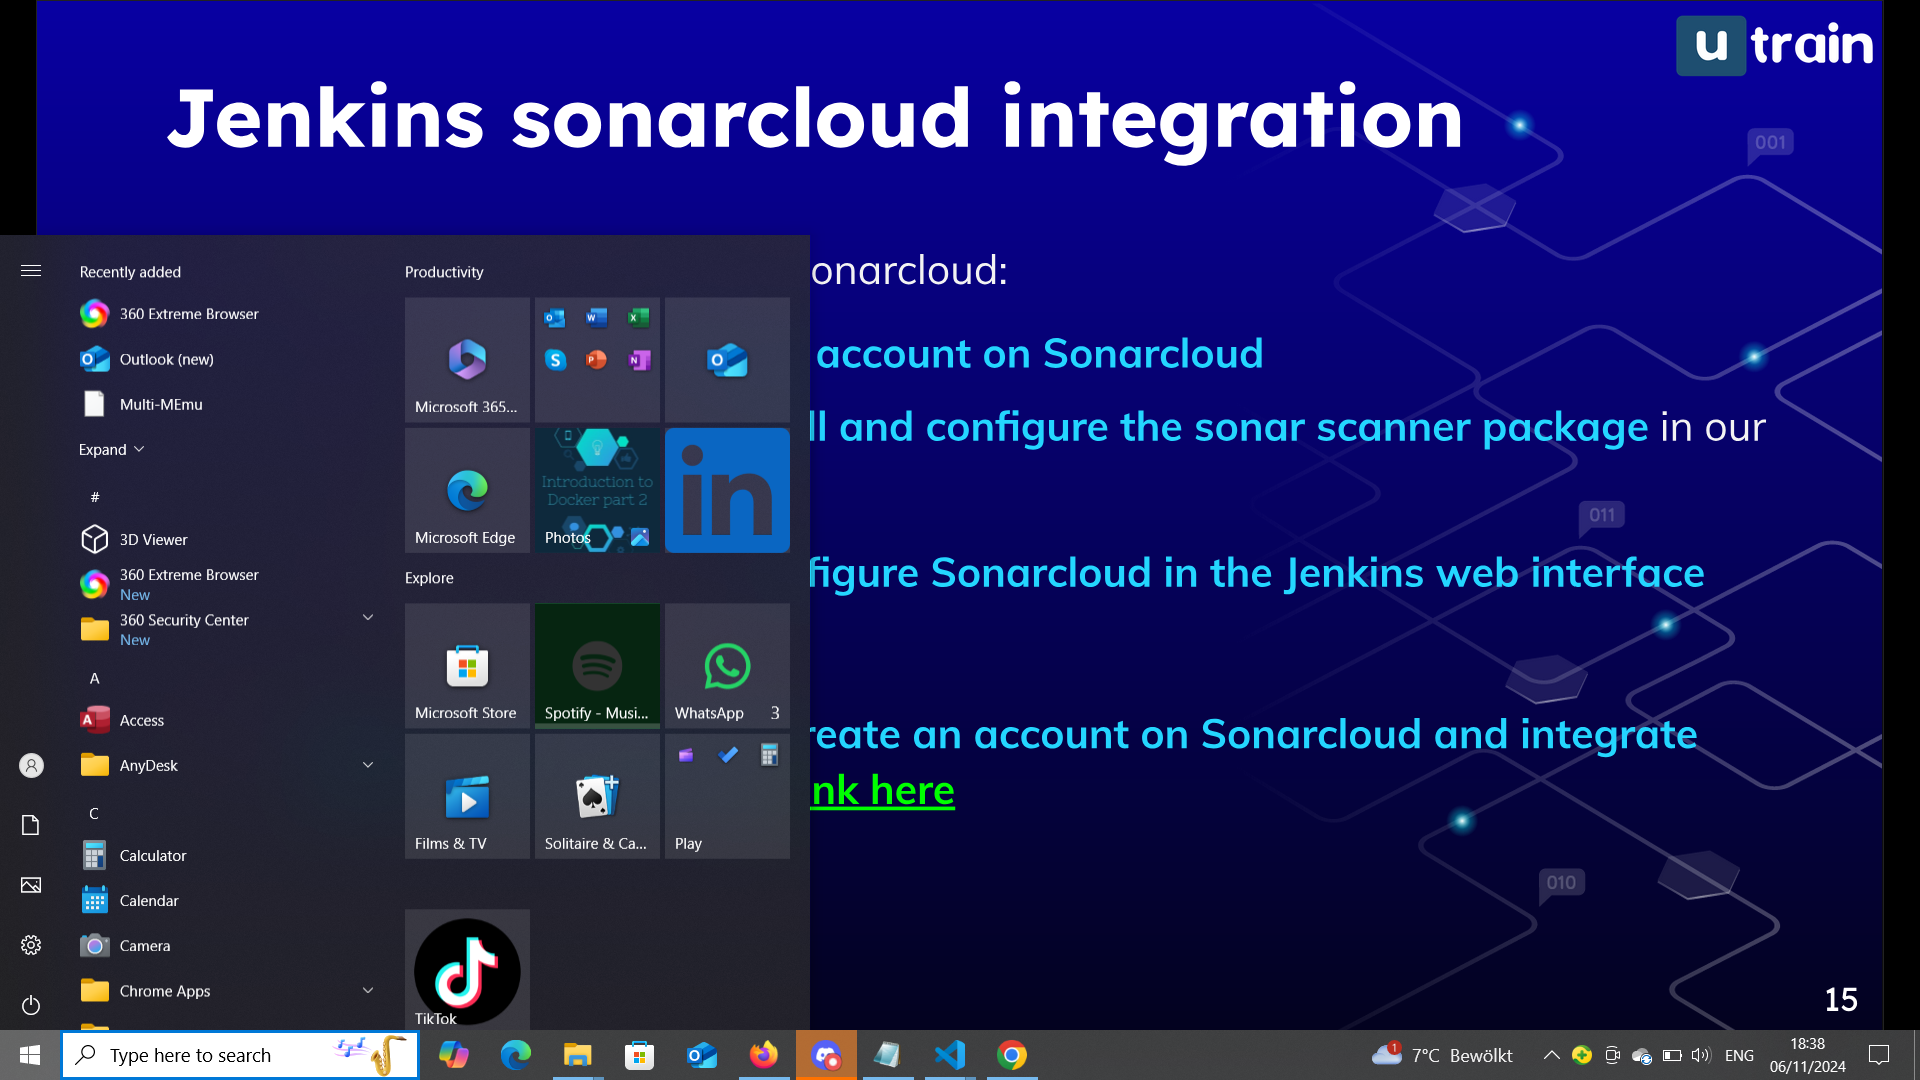 u train
Jenkins sonarcloud integration
001
onarcloud:
account on Sonarcloud
ll and configure the sonar scanner package in our
011
figure Sonarcloud in the Jenkins web interface
reate an account on Sonarcloud and integrate
nk here
010
15
Recently added
360 Extreme Browser
Outlook (new)
Multi-MEmu
Expand
#
3D Viewer
360 Extreme Browser
New
360 Security Center
New
A
Access
AnyDesk
C
Calculator
Calendar
Camera
Chrome Apps
Productivity
Microsoft 365...
Microsoft Edge
Introduction to
Docker part 2
Photos
in
Explore
Microsoft Store
Spotify - Musi...
WhatsApp 3
Films & TV
Solitaire & Ca...
Play
TikTok
Type here to search
1
7°C Bewölkt
ENG
18:38
06/11/2024